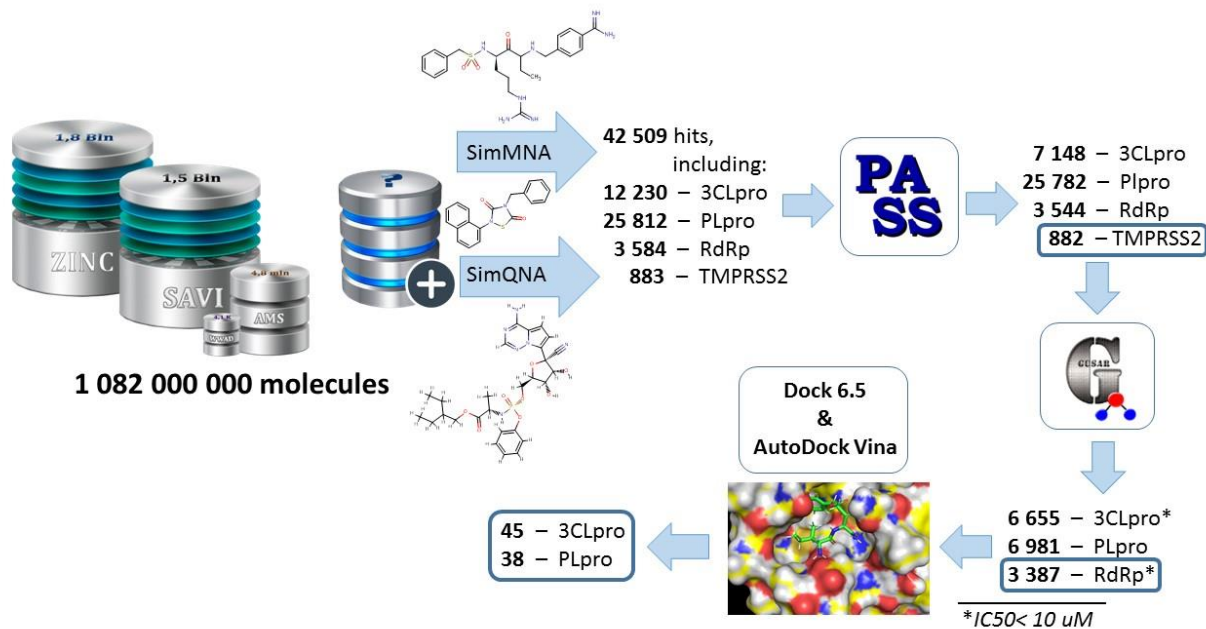 1,8 Bln
ZINC
1,5 Bln
SAVI
4,6 mln
AMS
WWAD
1 082 000 000 molecules
?
SimMNA
SimQNA
42 509 hits,
including:
12 230 – 3CLpro
25 812 – PLpro
3 584 – RdRp
883 – TMPRSS2
PA
SS
7 148 – 3CLpro
25 782 – Plpro
3 544 – RdRp
882 – TMPRSS2
GUSAR
G
6 655 – 3CLpro*
6 981 – PLpro
3 387 – RdRp*
*IC50< 10 uM
Dock 6.5
&
AutoDock Vina
45 – 3CLpro
38 – PLpro